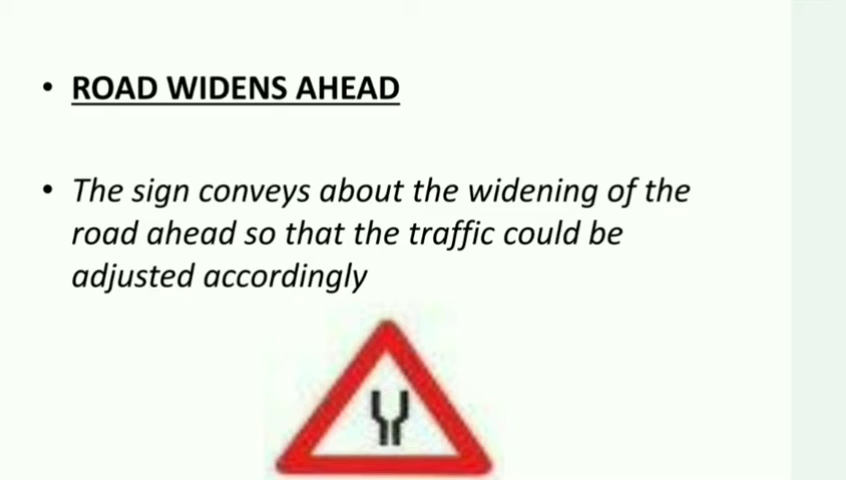 • ROAD WIDENS AHEAD
• The sign conveys about the widening of the
road ahead so that the traffic could be
adjusted accordingly